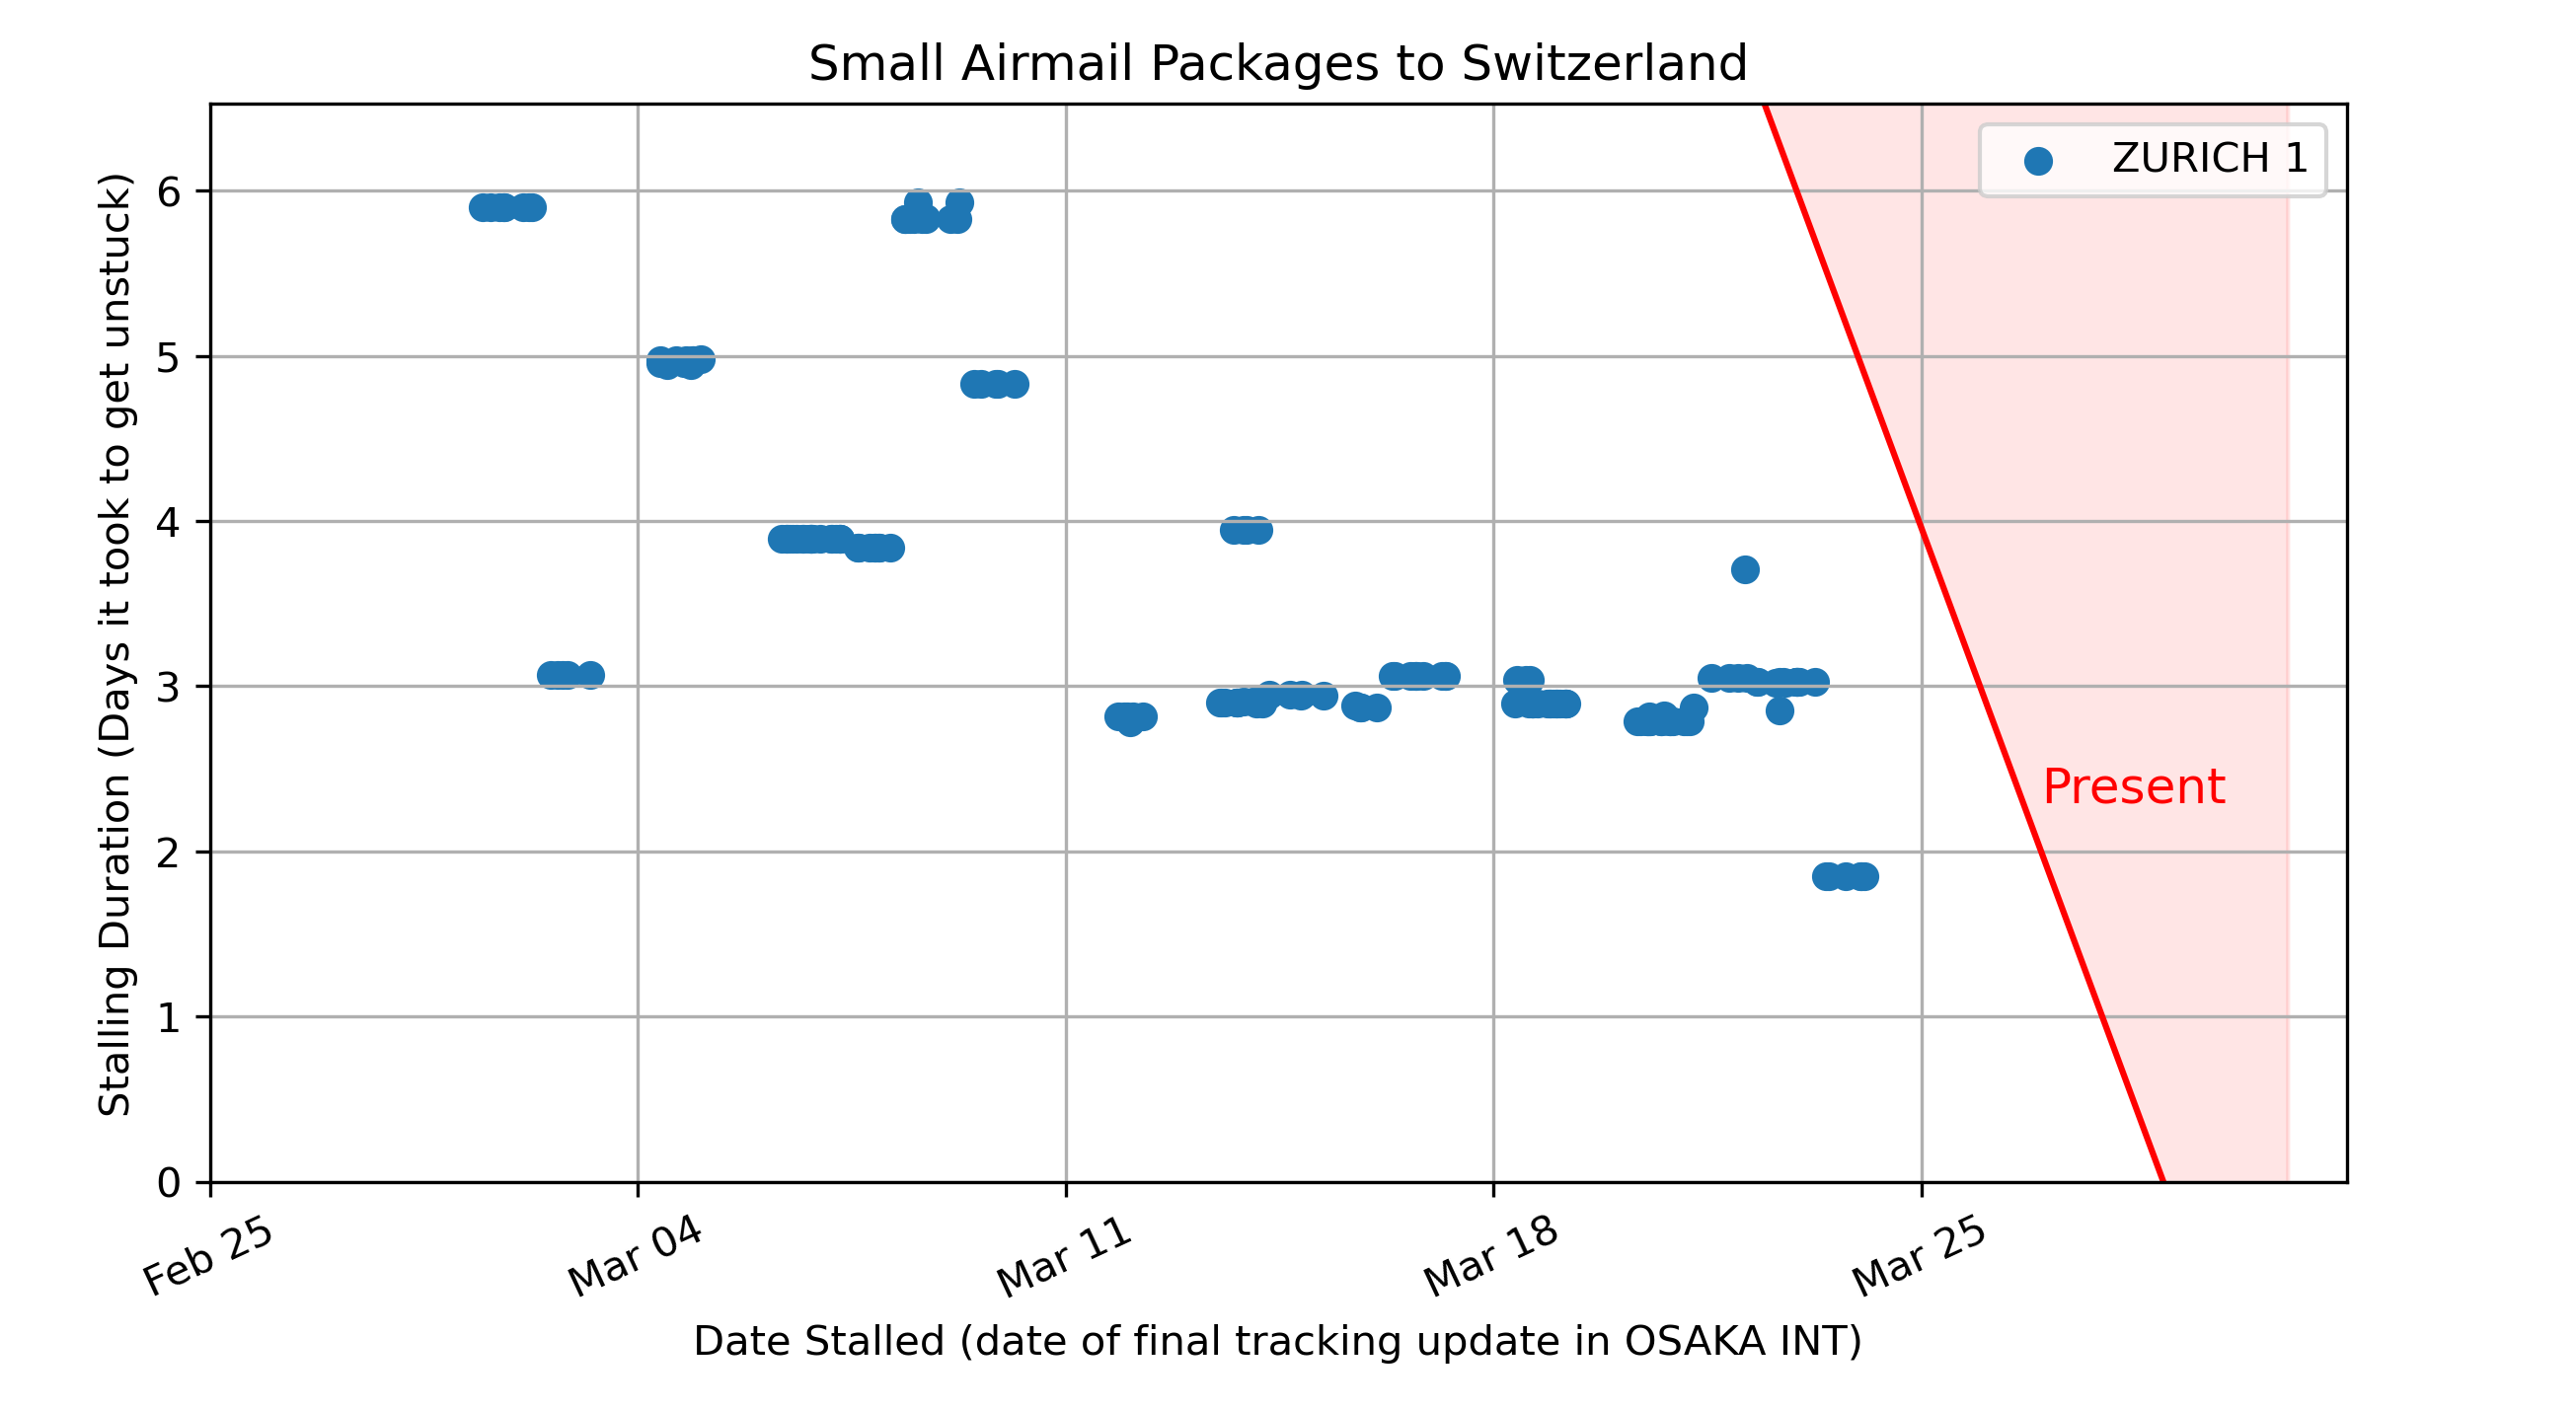 Small Airmail Packages to Switzerland
ZURICH 1
Stalling Duration (Days it took to get unstuck)
6
5
4
3
2
1
0
Present
Feb 25
Mar 04
Mar 11
Mar 18
Mar 25
Date Stalled (date of final tracking update in OSAKA INT)